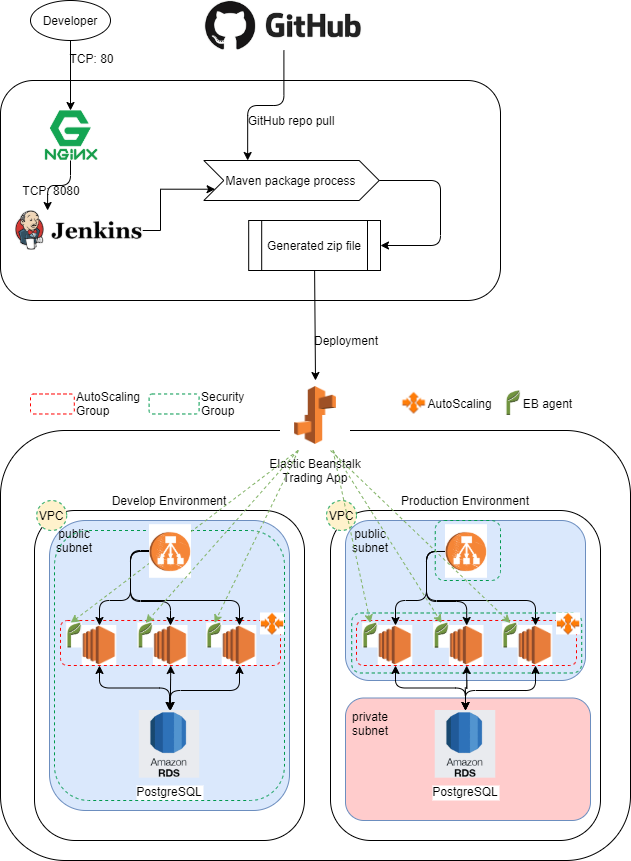 Developer
GitHub
TCP: 80
GitHub repo pull
NGiNX
Maven package process
TCP: 8080
Jenkins
Generated zip file
Deployment
AutoScaling
Group
Security
Group
AutoScaling
EB agent
Elastic Beanstalk
Trading App
Develop Environment
Production Environment
VPC
VPC
public
subnet
public
subnet
private
subnet
Amazon
RDS
PostgreSQL
Amazon
RDS
PostgreSQL